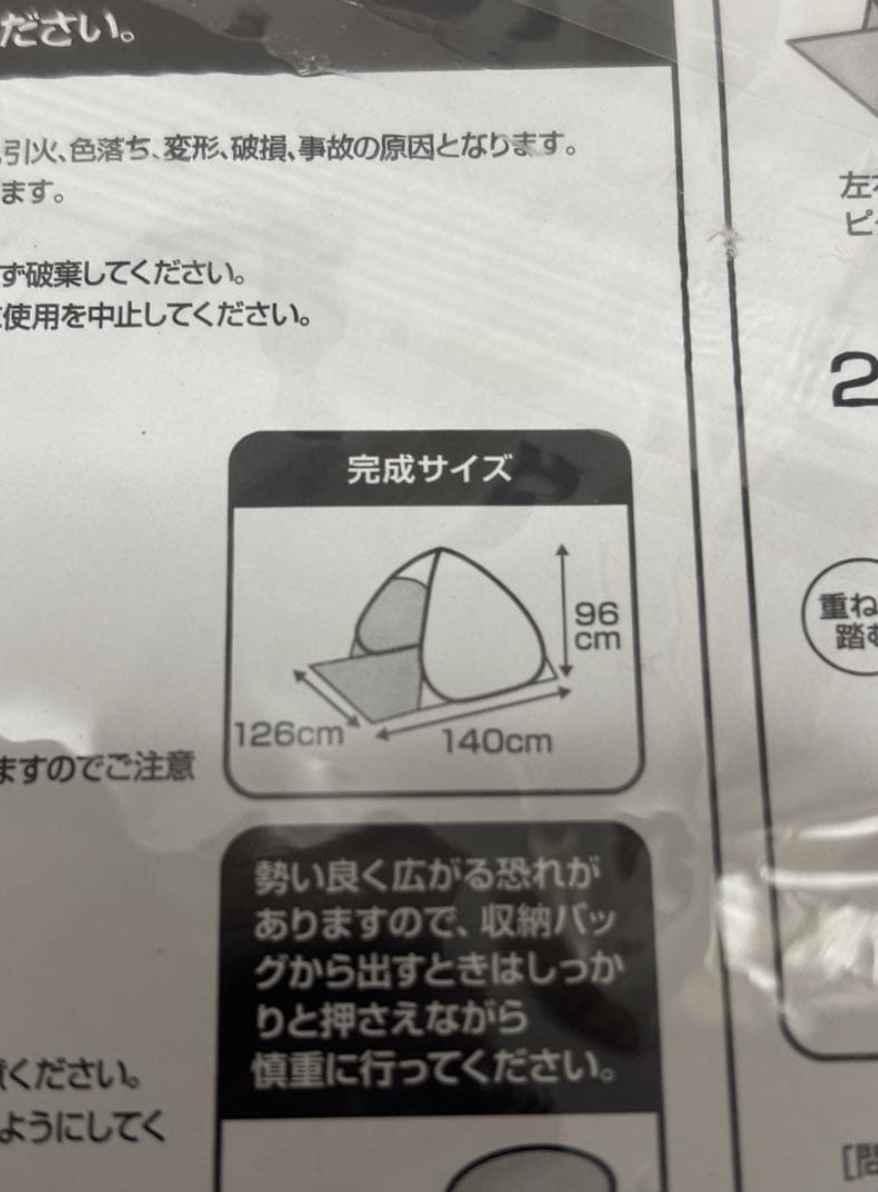 ださい。
引火、色落ち、変形、破損、事故の原因となります。
ます。
ず破棄してください。
使用を中止してください。
完成サイズ
96
cm
126cm
140cm
ますのでご注意
勢い良く広がる恐れが
ありますので、収納バッ
グから出すときはしっか
りと押さえながら
慎重に行ってください。
ください。
ようにしてく
左
ピ
2
重ね
踏む
[問